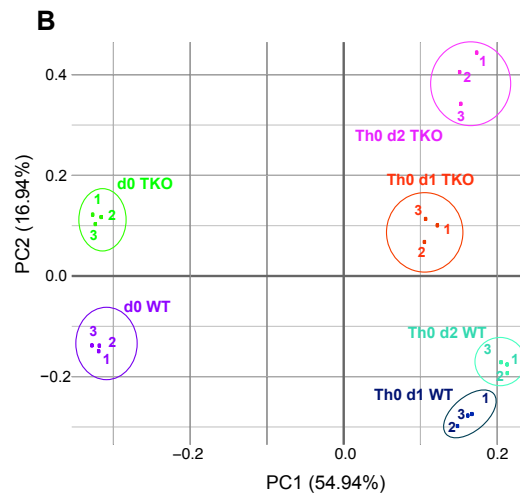 B
PC2 (16.94%)
0.4
0.2
0.0
−0.2
1
2
3
Th0 d2 TKO
d0 TKO
1
2
3
Th0 d1 TKO
3
1
2
d0 WT
3
2
1
Th0 d2 WT
3
1
2
Th0 d1 WT
1
3
2
−0.2
0.0
0.2
PC1 (54.94%)